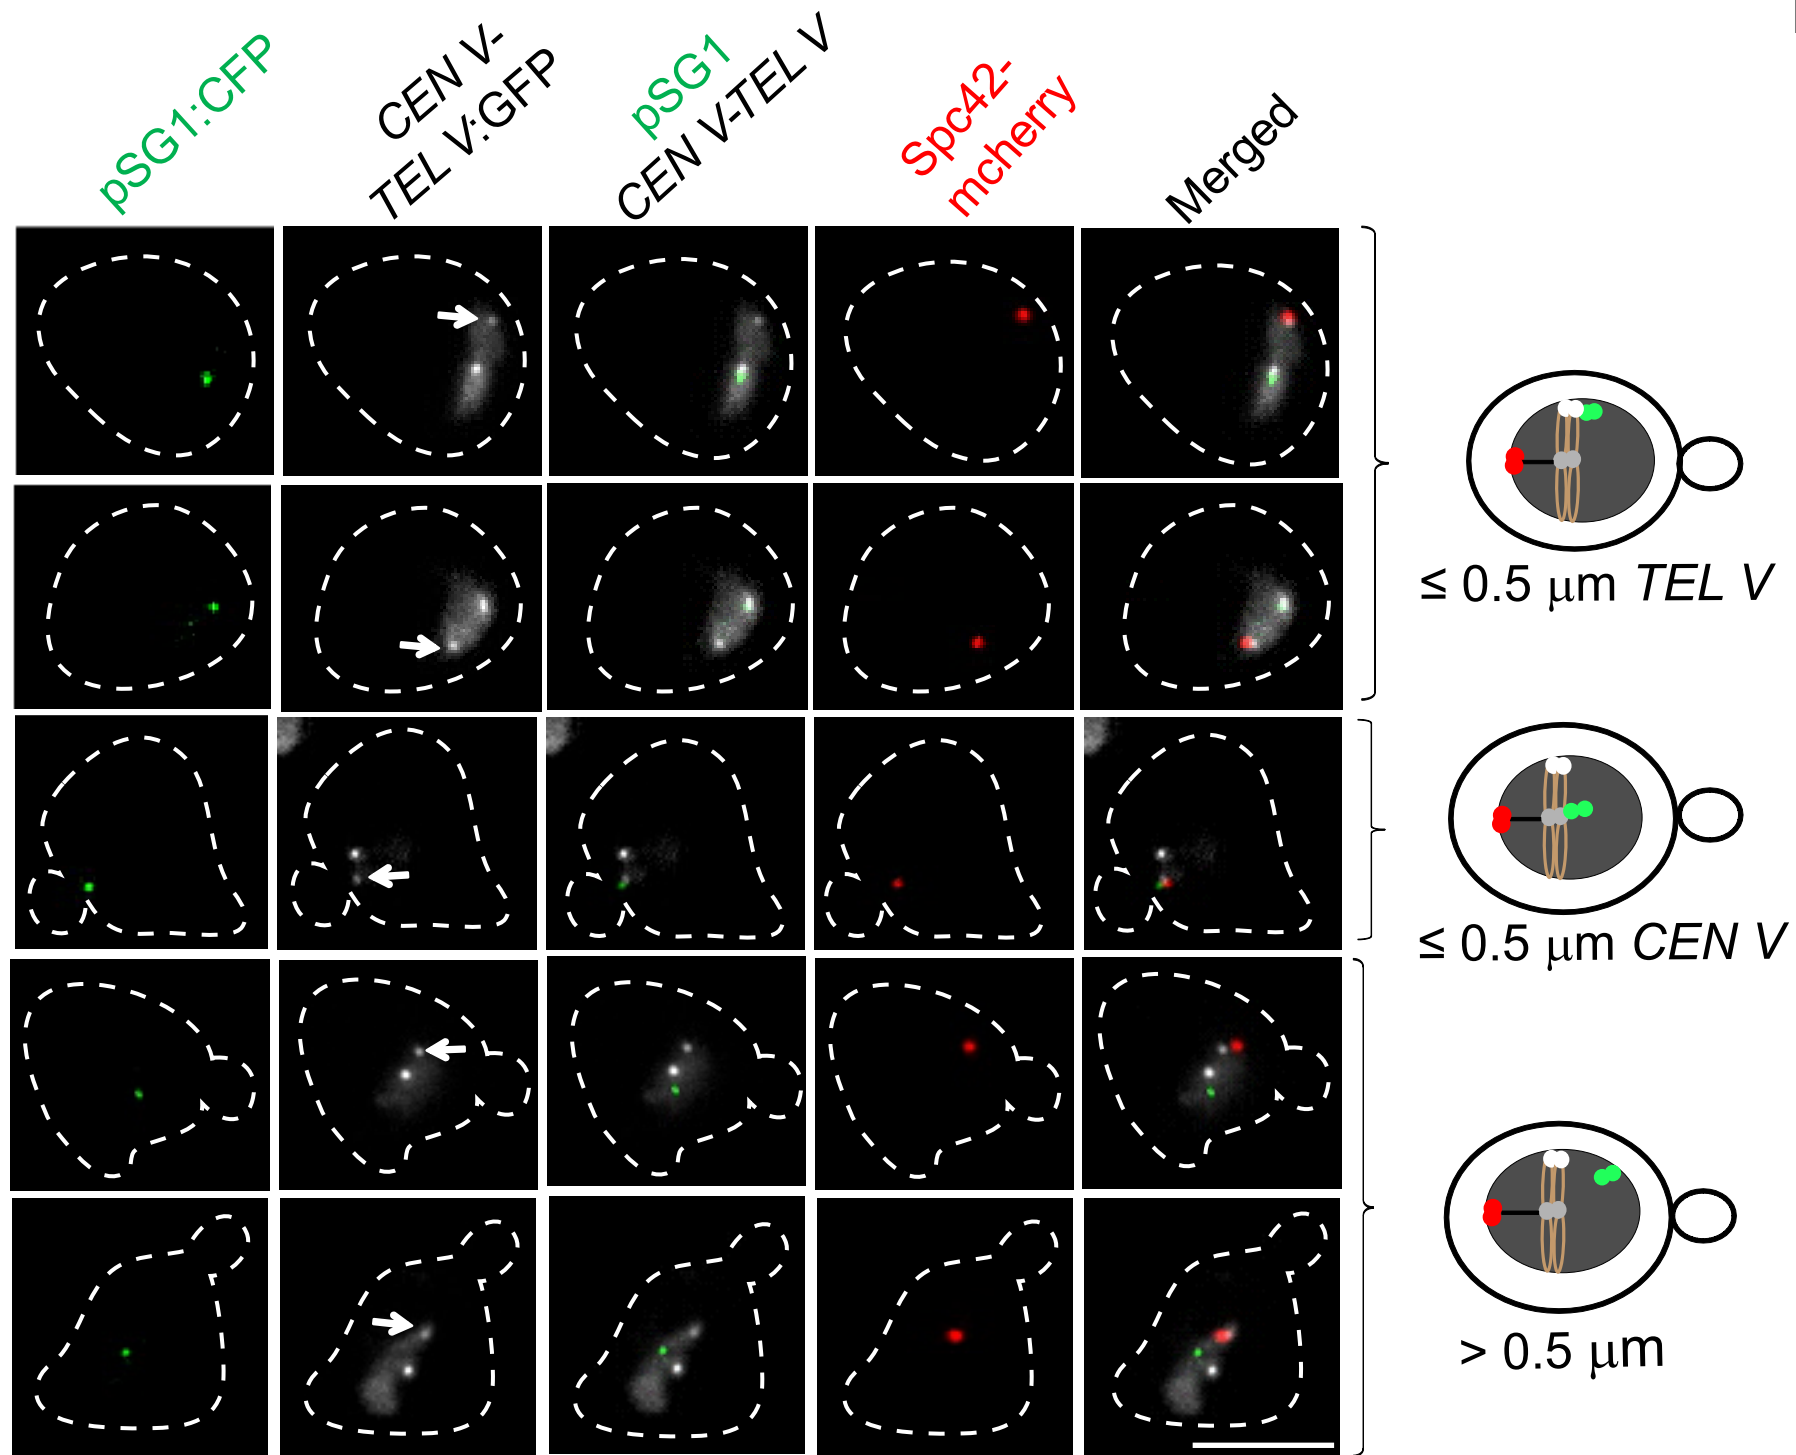 pSG1:CFP
CEN V-
TEL V:GFP
pSG1
CEN V-TEL V
Spc42-
mcherry
Merged
≤ 0.5 μm TEL V
≤ 0.5 μm CEN V
> 0.5 μm